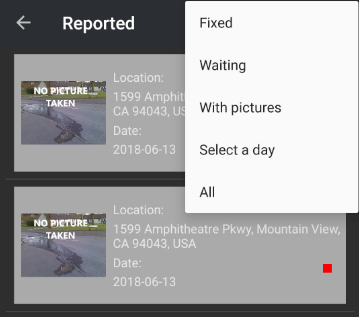 Reported
Fixed
Waiting
With pictures
Select a day
All
NO PICTURE
TAKEN
Location:
1599 Amphit
CA 94043, US
Date:
2018-06-13
NO PICTURE
TAKEN
Location:
1599 Amphitheatre Pkwy, Mountain View,
CA 94043, USA
Date:
2018-06-13